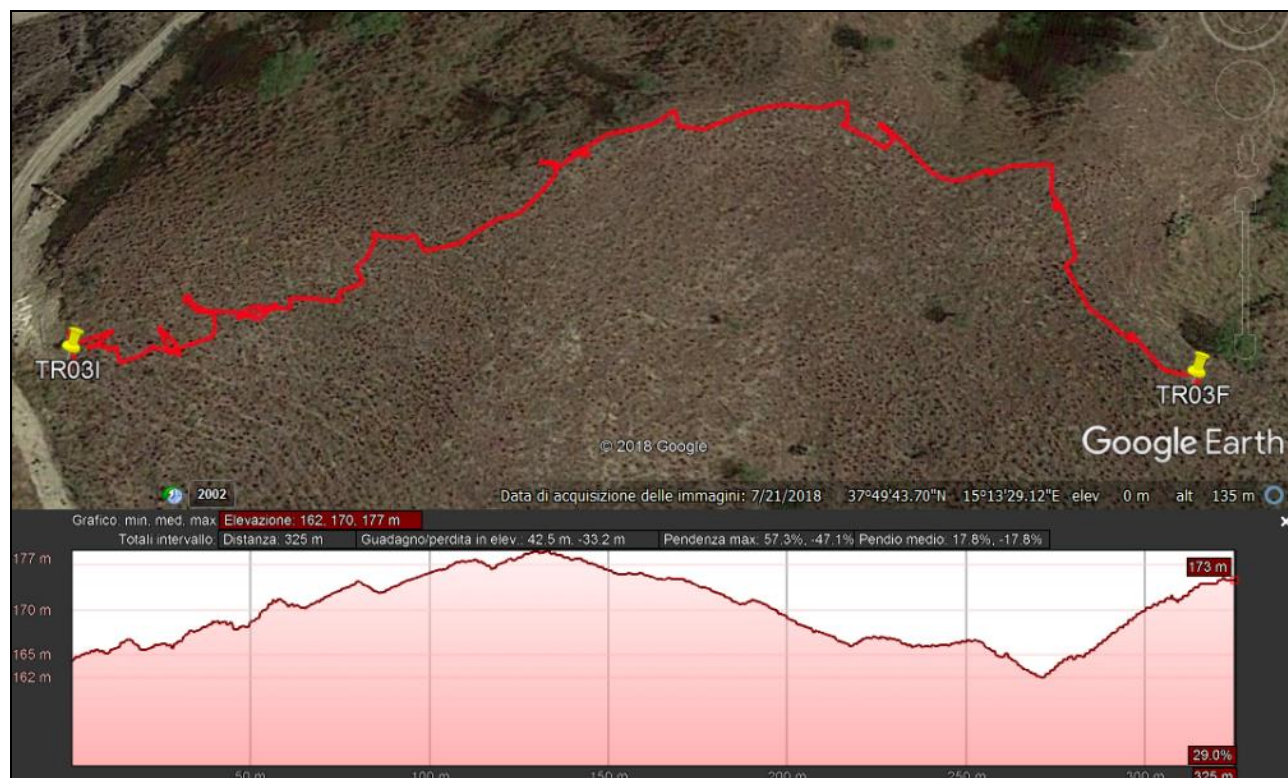 TR03I
TR03F
© 2018 Google
Google Earth
2002
Data di acquisizione delle immagini: 7/21/2018 37°49'43.70"N 15°13'29.12"E elev 0 m alt 135 m
Grafico: min, med, max Elevazione: 162, 170, 177 m
Totali intervallo: Distanza: 325 m Guadagno/perdita in elev.: 42.5 m, -33.2 m Pendenza max: 57.3%, -47.1% Pendio medio: 17.8%, -17.8%
177 m
173 m
170 m
165 m
162 m
29.0%
50 m 100 m 150 m 200 m 250 m 300 m 325 m